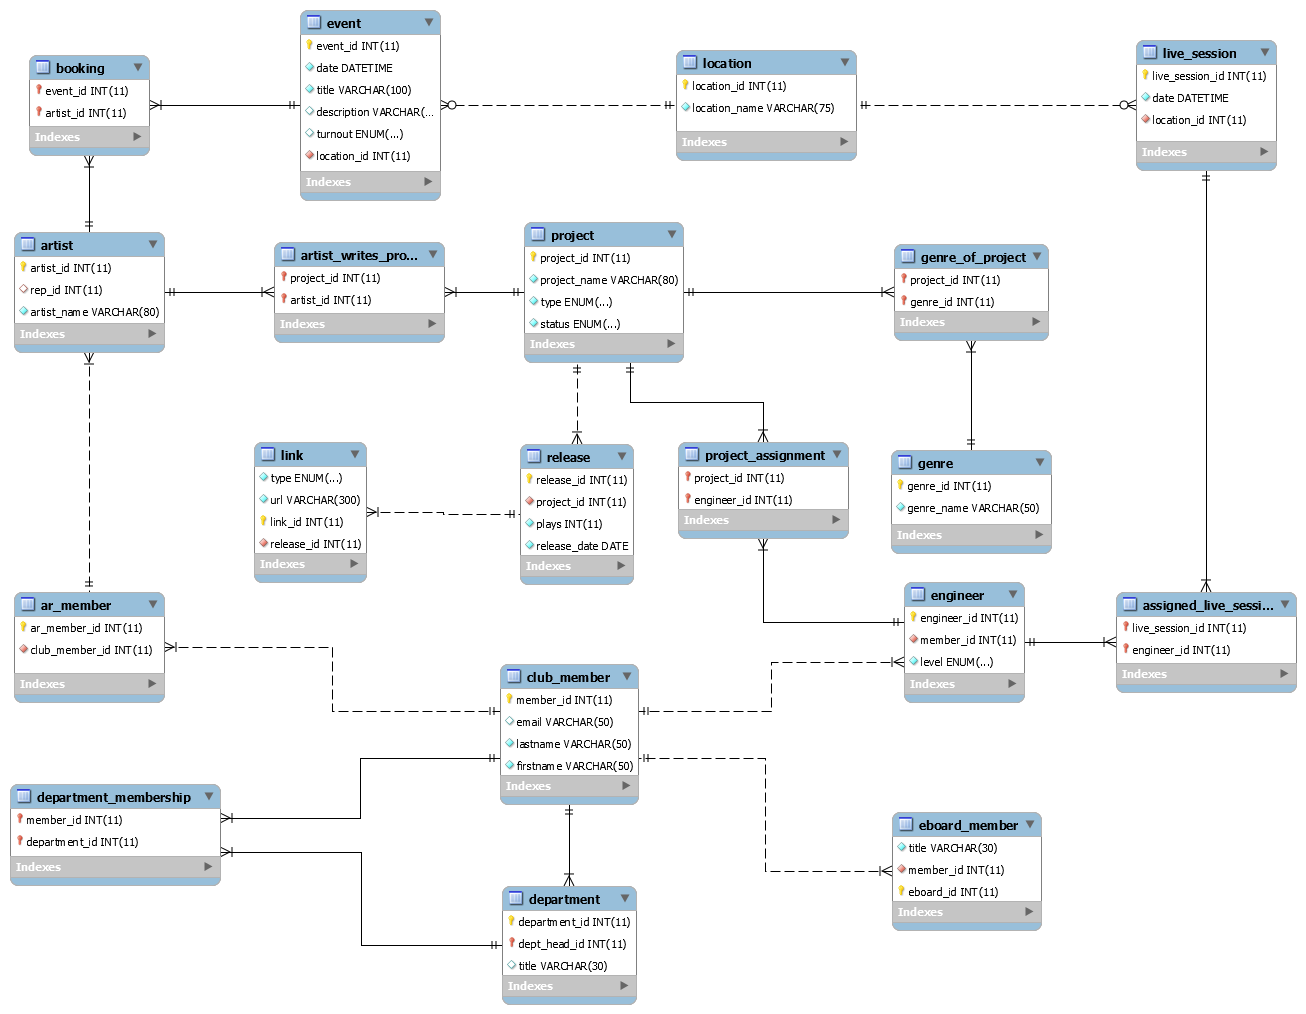 event
event_id INT(11)
date DATETIME
title VARCHAR(100)
description VARCHAR(...
turnout ENUM(...)
location_id INT(11)
Indexes
booking
event_id INT(11)
artist_id INT(11)
Indexes
location
location_id INT(11)
location_name VARCHAR(75)
Indexes
live_session
live_session_id INT(11)
date DATETIME
location_id INT(11)
Indexes
artist
artist_id INT(11)
rep_id INT(11)
artist_name VARCHAR(80)
Indexes
artist_writes_pro...
project_id INT(11)
artist_id INT(11)
Indexes
project
project_id INT(11)
project_name VARCHAR(80)
type ENUM(...)
status ENUM(...)
Indexes
genre_of_project
project_id INT(11)
genre_id INT(11)
Indexes
link
type ENUM(...)
url VARCHAR(300)
link_id INT(11)
release_id INT(11)
Indexes
release
release_id INT(11)
project_id INT(11)
plays INT(11)
release_date DATE
Indexes
project_assignment
project_id INT(11)
engineer_id INT(11)
Indexes
genre
genre_id INT(11)
genre_name VARCHAR(50)
Indexes
ar_member
ar_member_id INT(11)
club_member_id INT(11)
Indexes
engineer
engineer_id INT(11)
member_id INT(11)
level ENUM(...)
Indexes
assigned_live_sessi...
live_session_id INT(11)
engineer_id INT(11)
Indexes
club_member
member_id INT(11)
email VARCHAR(50)
lastname VARCHAR(50)
firstname VARCHAR(50)
Indexes
department_membership
member_id INT(11)
department_id INT(11)
Indexes
eboard_member
title VARCHAR(30)
member_id INT(11)
eboard_id INT(11)
Indexes
department
department_id INT(11)
dept_head_id INT(11)
title VARCHAR(30)
Indexes